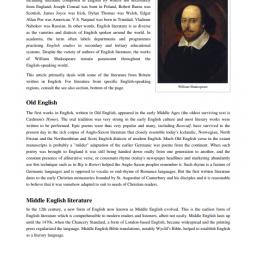 England, Joseph Conrad was born in Poland, Robert Burns was
Scottish, James Joyce was Irish, Dylan Thomas was Welsh, Edgar
Allan Poe was American, V.S. Naipaul was born in Trinidad, Vladimir
Nabokov was Russian. In other words, English literature is as diverse
as the varieties and dialects of English spoken around the world. In
academia, the term often labels departments and programmes
practising English studies in secondary and tertiary educational
systems. Despite the variety of authors of English literature, the works
of William Shakespeare remain paramount throughout the
English-speaking world.
William Shakespeare
This article primarily deals with some of the literature from Britain
written in English. For literature from specific English-speaking
regions, consult the see also section, bottom of the page.
Old English
The first works in English, written in Old English, appeared in the early Middle Ages (the oldest surviving text is
Cædmon's Hymn). The oral tradition was very strong in the early English culture and most literary works were
written to be performed. Epic poems were thus very popular and many, including Beowulf, have survived to the
present day in the rich corpus of Anglo-Saxon literature that closely resemble today's Icelandic, Norwegian, North
Frisian and the Northumbrian and Scots English dialects of modern English. Much Old English verse in the extant
manuscripts is probably a "milder" adaptation of the earlier Germanic war poems from the continent. When such
poetry was brought to England it was still being handed down orally from one generation to another, and the
constant presence of alliterative verse, or consonant rhyme (today's newspaper headlines and marketing abundantly
use this technique such as in Big is Better) helped the Anglo-Saxon peoples remember it. Such rhyme is a feature of
Germanic languages and is opposed to vocalic or end-rhyme of Romance languages. But the first written literature
dates to the early Christian monasteries founded by St. Augustine of Canterbury and his disciples and it is reasonable
to believe that it was somehow adapted to suit to needs of Christian readers.
Middle English literature
In the 12th century, a new form of English now known as Middle English evolved. This is the earliest form of
English literature which is comprehensible to modern readers and listeners, albeit not easily. Middle English lasts up
until the 1470s, when the Chancery Standard, a form of London-based English, became widespread and the printing
press regularized the language. Middle English Bible translations, notably Wyclif's Bible, helped to establish English
as a literary language.